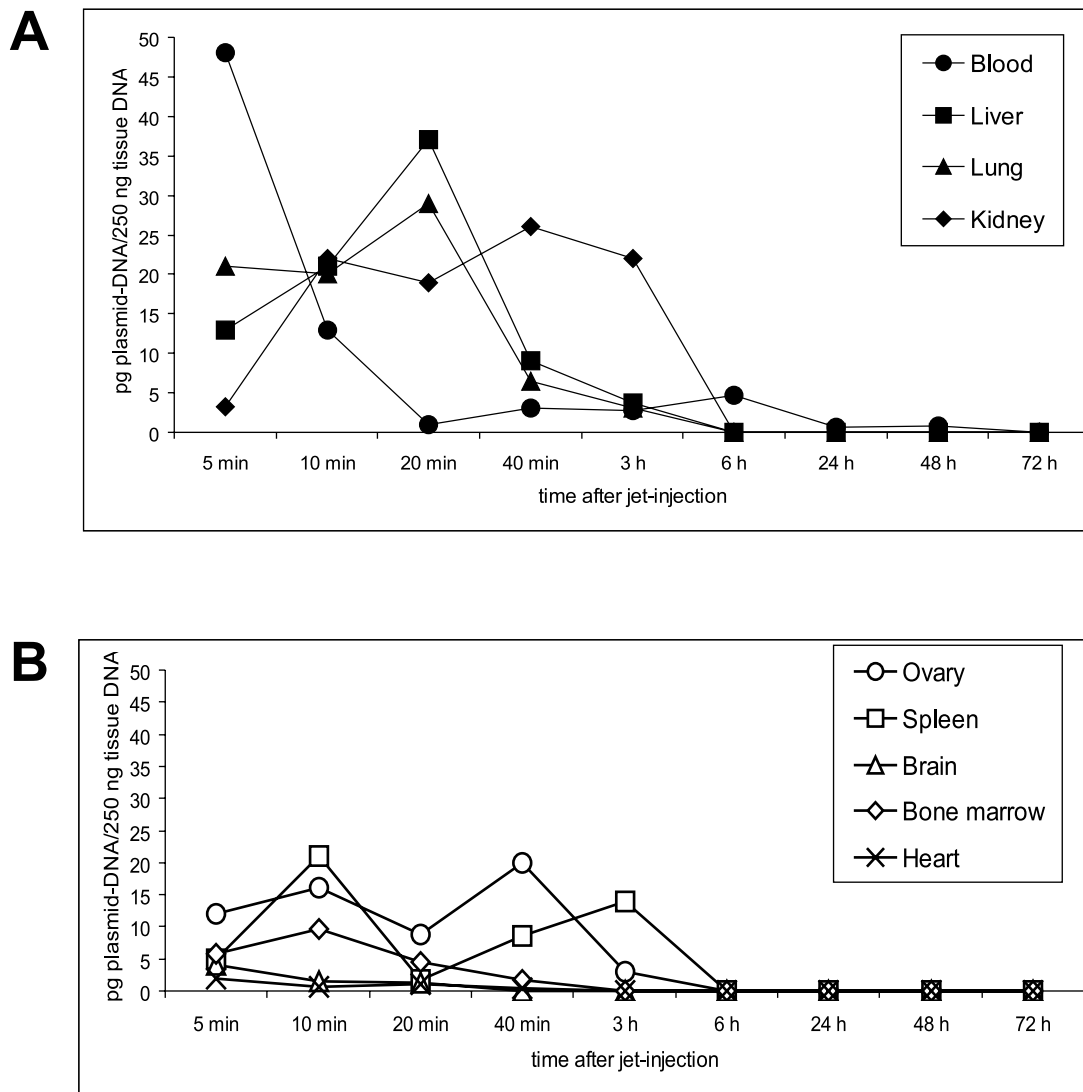 A
pg plasmid-DNA/250 ng tissue DNA
50
45
40
35
30
25
20
15
10
5
0
5 min 10 min 20 min 40 min 3 h 6 h 24 h 48 h 72 h
time after jet-injection
Blood
Liver
Lung
Kidney
B
pg plasmid-DNA/250 ng tissue DNA
50
45
40
35
30
25
20
15
10
5
0
5 min 10 min 20 min 40 min 3 h 6 h 24 h 48 h 72 h
time after jet-injection
Ovary
Spleen
Brain
Bone marrow
Heart